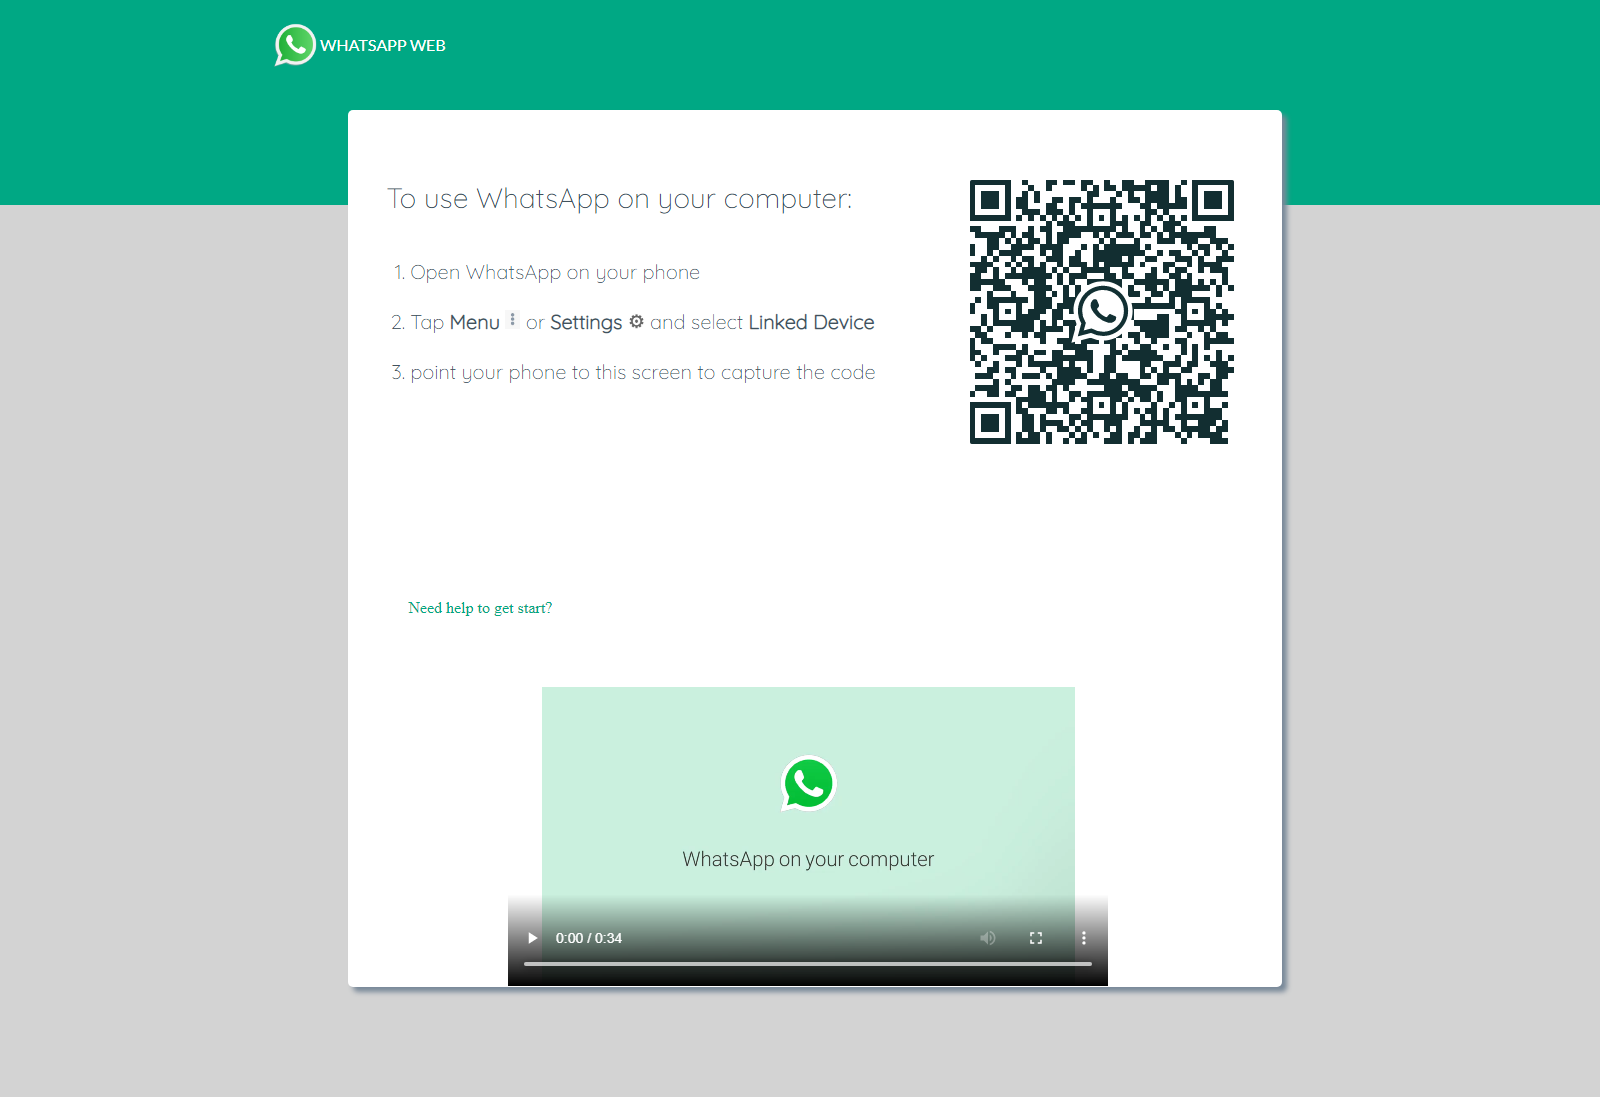 WHATSAPP WEB
To use WhatsApp on your computer:
1. Open WhatsApp on your phone
2. Tap Menu or Settings and select Linked Device
3. point your phone to this screen to capture the code
Need help to get start?
WhatsApp on your computer
0:00 / 0:34